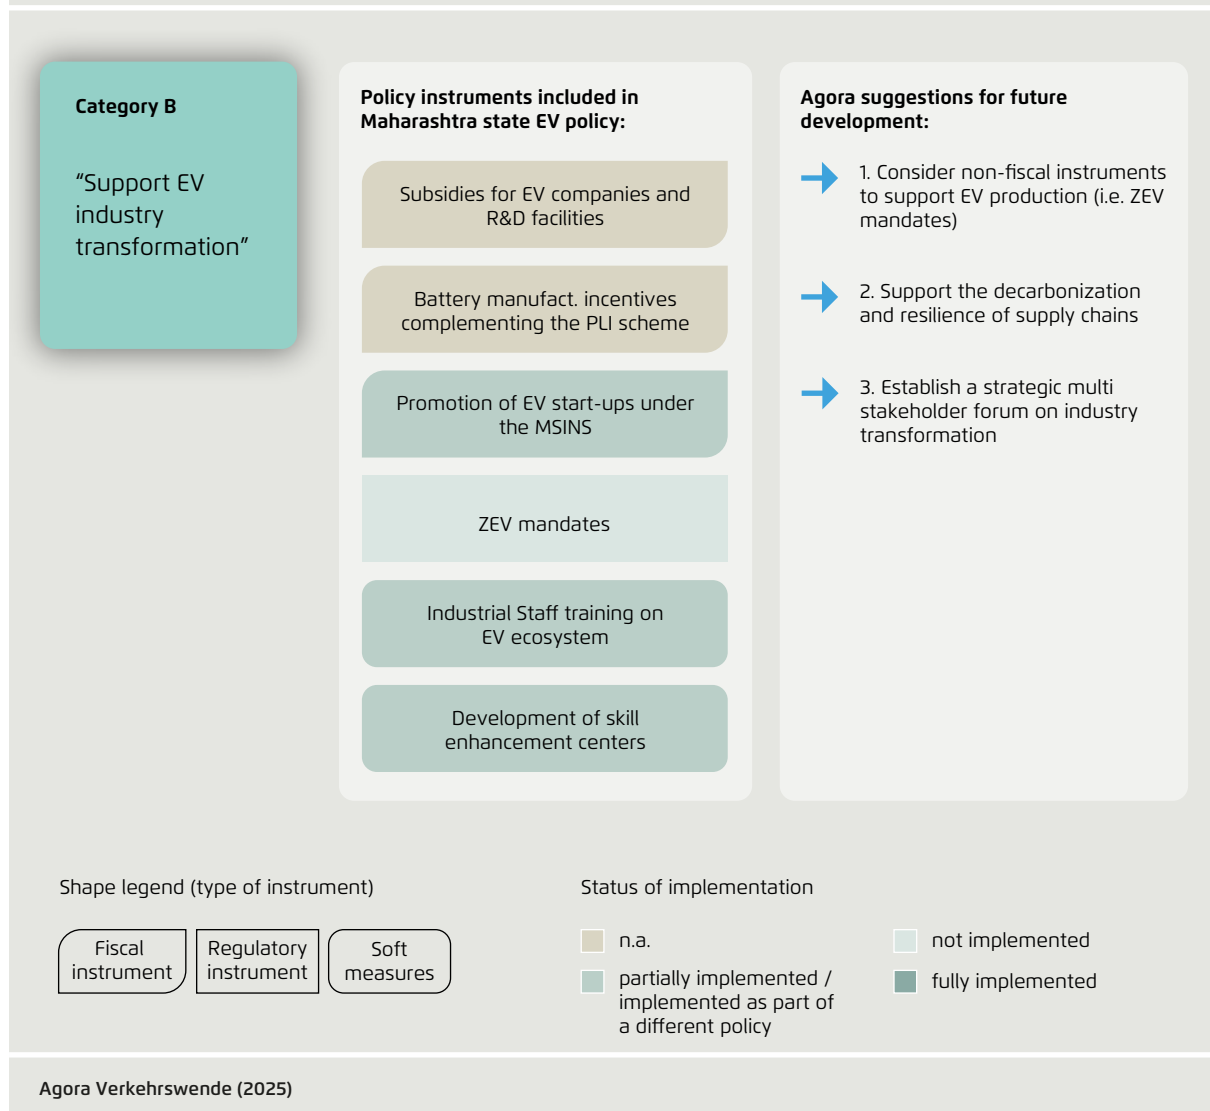 Category B
“Support EV
industry
transformation”
Policy instruments included in
Maharashtra state EV policy:
Subsidies for EV companies and
R&D facilities
Battery manufact. incentives
complementing the PLI scheme
Promotion of EV start-ups under
the MSINS
ZEV mandates
Industrial Staff training on
EV ecosystem
Development of skill
enhancement centers
Agora suggestions for future
development:
1. Consider non-fiscal instruments
to support EV production (i.e. ZEV
mandates)
2. Support the decarbonization
and resilience of supply chains
3. Establish a strategic multi
stakeholder forum on industry
transformation
Shape legend (type of instrument)
Fiscal
instrument
Regulatory
instrument
Soft
measures
Status of implementation
n.a.
partially implemented /
implemented as part of
a different policy
not implemented
fully implemented
Agora Verkehrswende (2025)